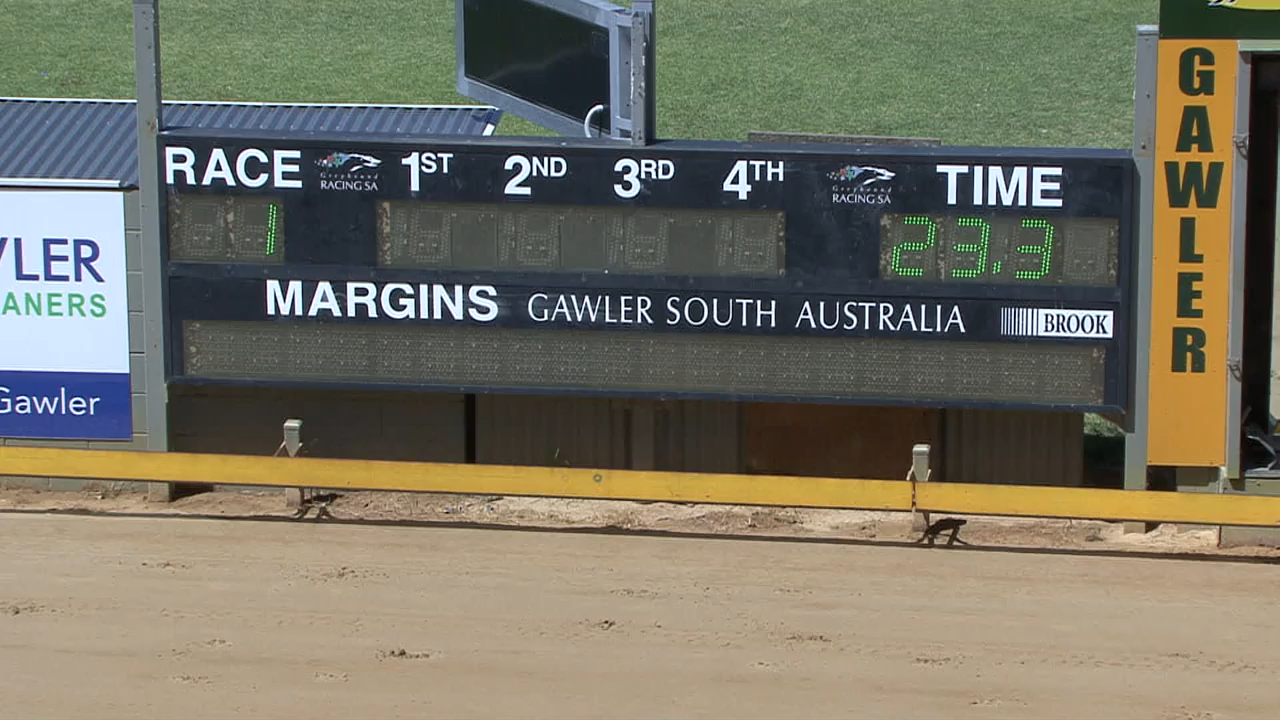 RACE
Greyhound
RACING SA
1ST
2ND
3RD
4TH
Greyhound
RACING SA
TIME
1
23.3
MARGINS
GAWLER SOUTH AUSTRALIA
BROOK
GAWLER
LER
ANERS
Gawler